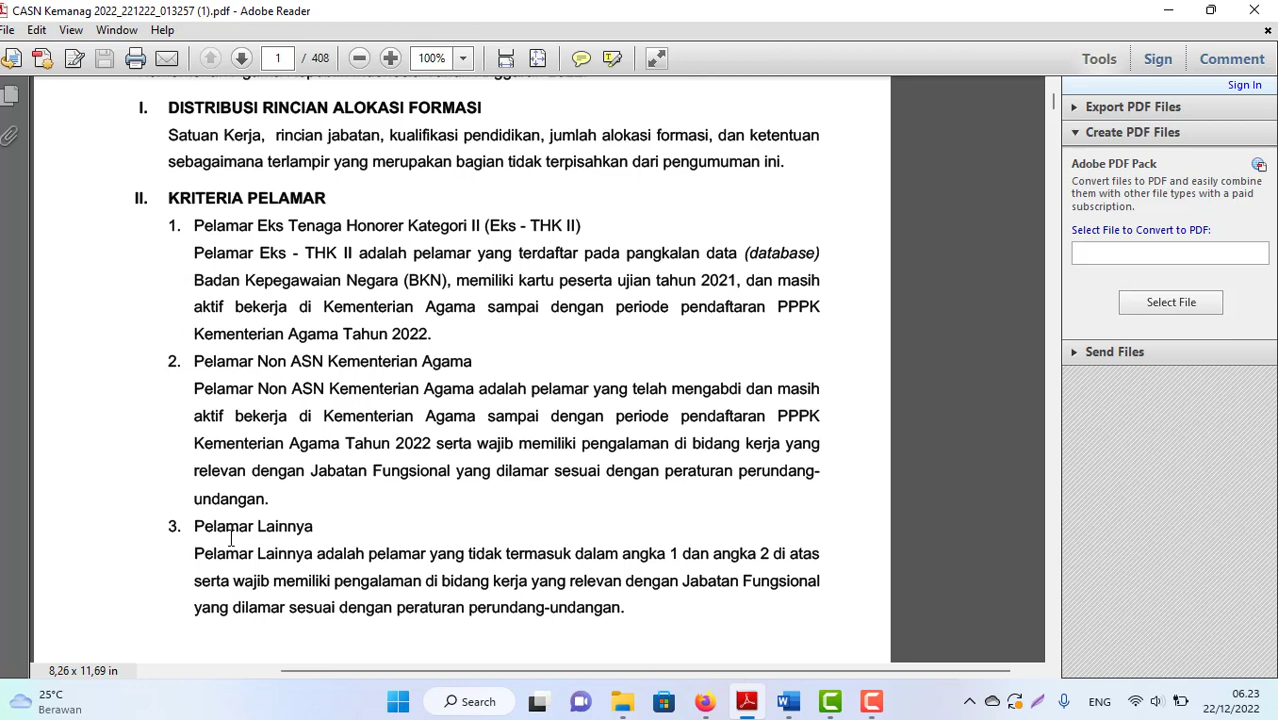 CASN Kemanag 2022_221222_013257 (1).pdf - Adobe Reader
File Edit View Window Help
1 / 408 100% Tools Sign Comment
Sign In
I. DISTRIBUSI RINCIAN ALOKASI FORMASI
Satuan Kerja, rincian jabatan, kualifikasi pendidikan, jumlah alokasi formasi, dan ketentuan
sebagaimana terlampir yang merupakan bagian tidak terpisahkan dari pengumuman ini.
II. KRITERIA PELAMAR
1. Pelamar Eks Tenaga Honorer Kategori II (Eks - THK II)
Pelamar Eks - THK II adalah pelamar yang terdaftar pada pangkalan data (database)
Badan Kepegawaian Negara (BKN), memiliki kartu peserta ujian tahun 2021, dan masih
aktif bekerja di Kementerian Agama sampai dengan periode pendaftaran PPPK
Kementerian Agama Tahun 2022.
2. Pelamar Non ASN Kementerian Agama
Pelamar Non ASN Kementerian Agama adalah pelamar yang telah mengabdi dan masih
aktif bekerja di Kementerian Agama sampai dengan periode pendaftaran PPPK
Kementerian Agama Tahun 2022 serta wajib memiliki pengalaman di bidang kerja yang
relevan dengan Jabatan Fungsional yang dilamar sesuai dengan peraturan perundang-
undangan.
3. Pelamar Lainnya
Pelamar Lainnya adalah pelamar yang tidak termasuk dalam angka 1 dan angka 2 di atas
serta wajib memiliki pengalaman di bidang kerja yang relevan dengan Jabatan Fungsional
yang dilamar sesuai dengan peraturan perundang-undangan.
Export PDF Files
Create PDF Files
Adobe PDF Pack
Convert files to PDF and easily combine
them with other file types with a paid
subscription.
Select File to Convert to PDF:
Select File
Send Files
8,26 x 11,69 in
25°C
Berawan
Search
ENG
06.23
22/12/2022